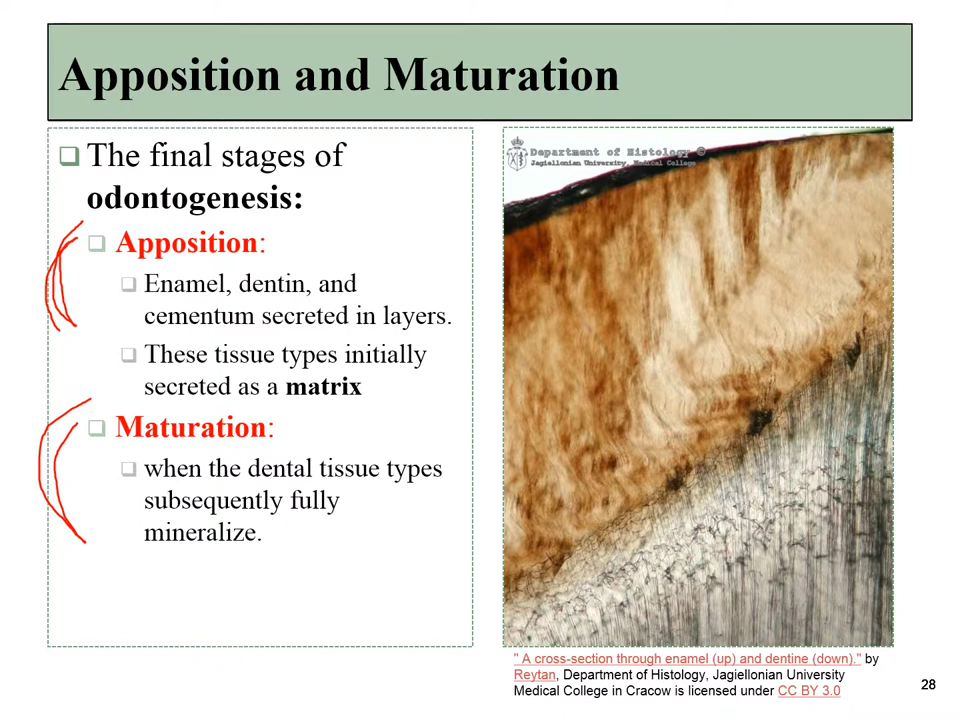 Apposition and Maturation
❑ The final stages of
odontogenesis:
❑ Apposition:
❑ Enamel, dentin, and
cementum secreted in layers.
❑ These tissue types initially
secreted as a matrix
❑ Maturation:
❑ when the dental tissue types
subsequently fully
mineralize.
Department of Histology ©
Jagiellonian University, Medical College
" A cross-section through enamel (up) and dentine (down)." by
Reytan, Department of Histology, Jagiellonian University
Medical College in Cracow is licensed under CC BY 3.0
28